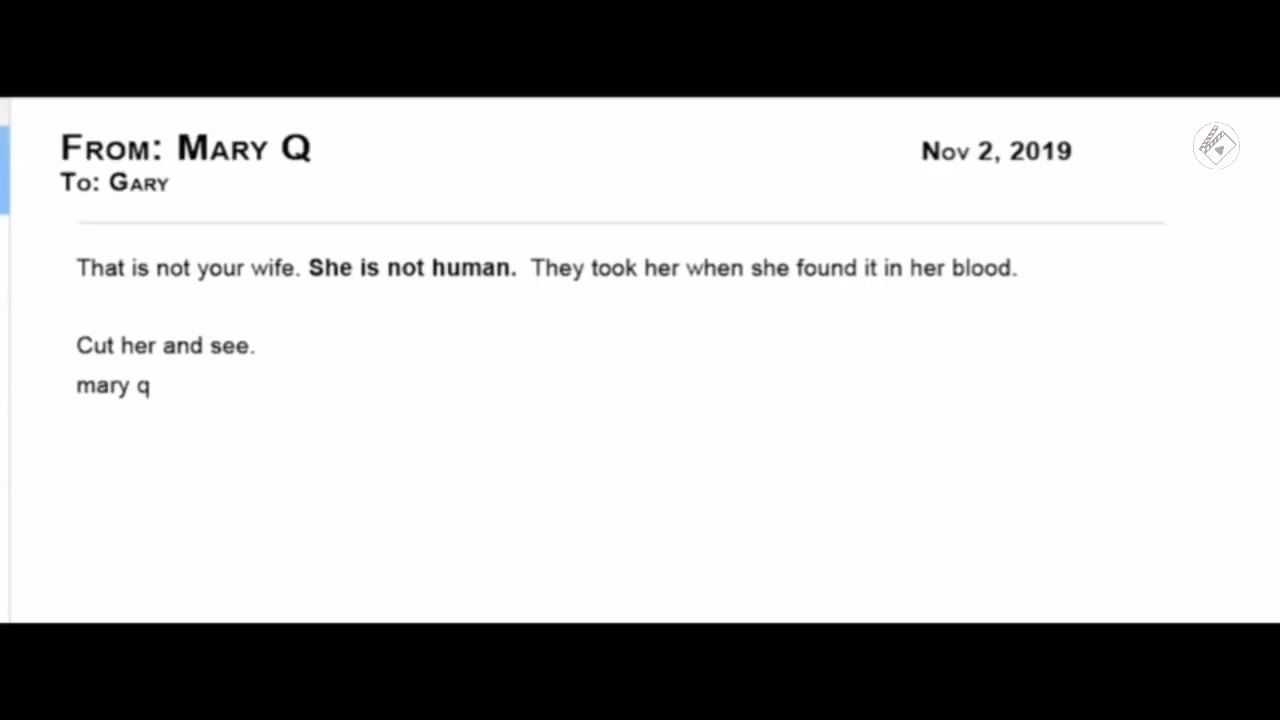 From: Mary Q
Nov 2, 2019
To: Gary
That is not your wife. She is not human. They took her when she found it in her blood.
Cut her and see.
mary q